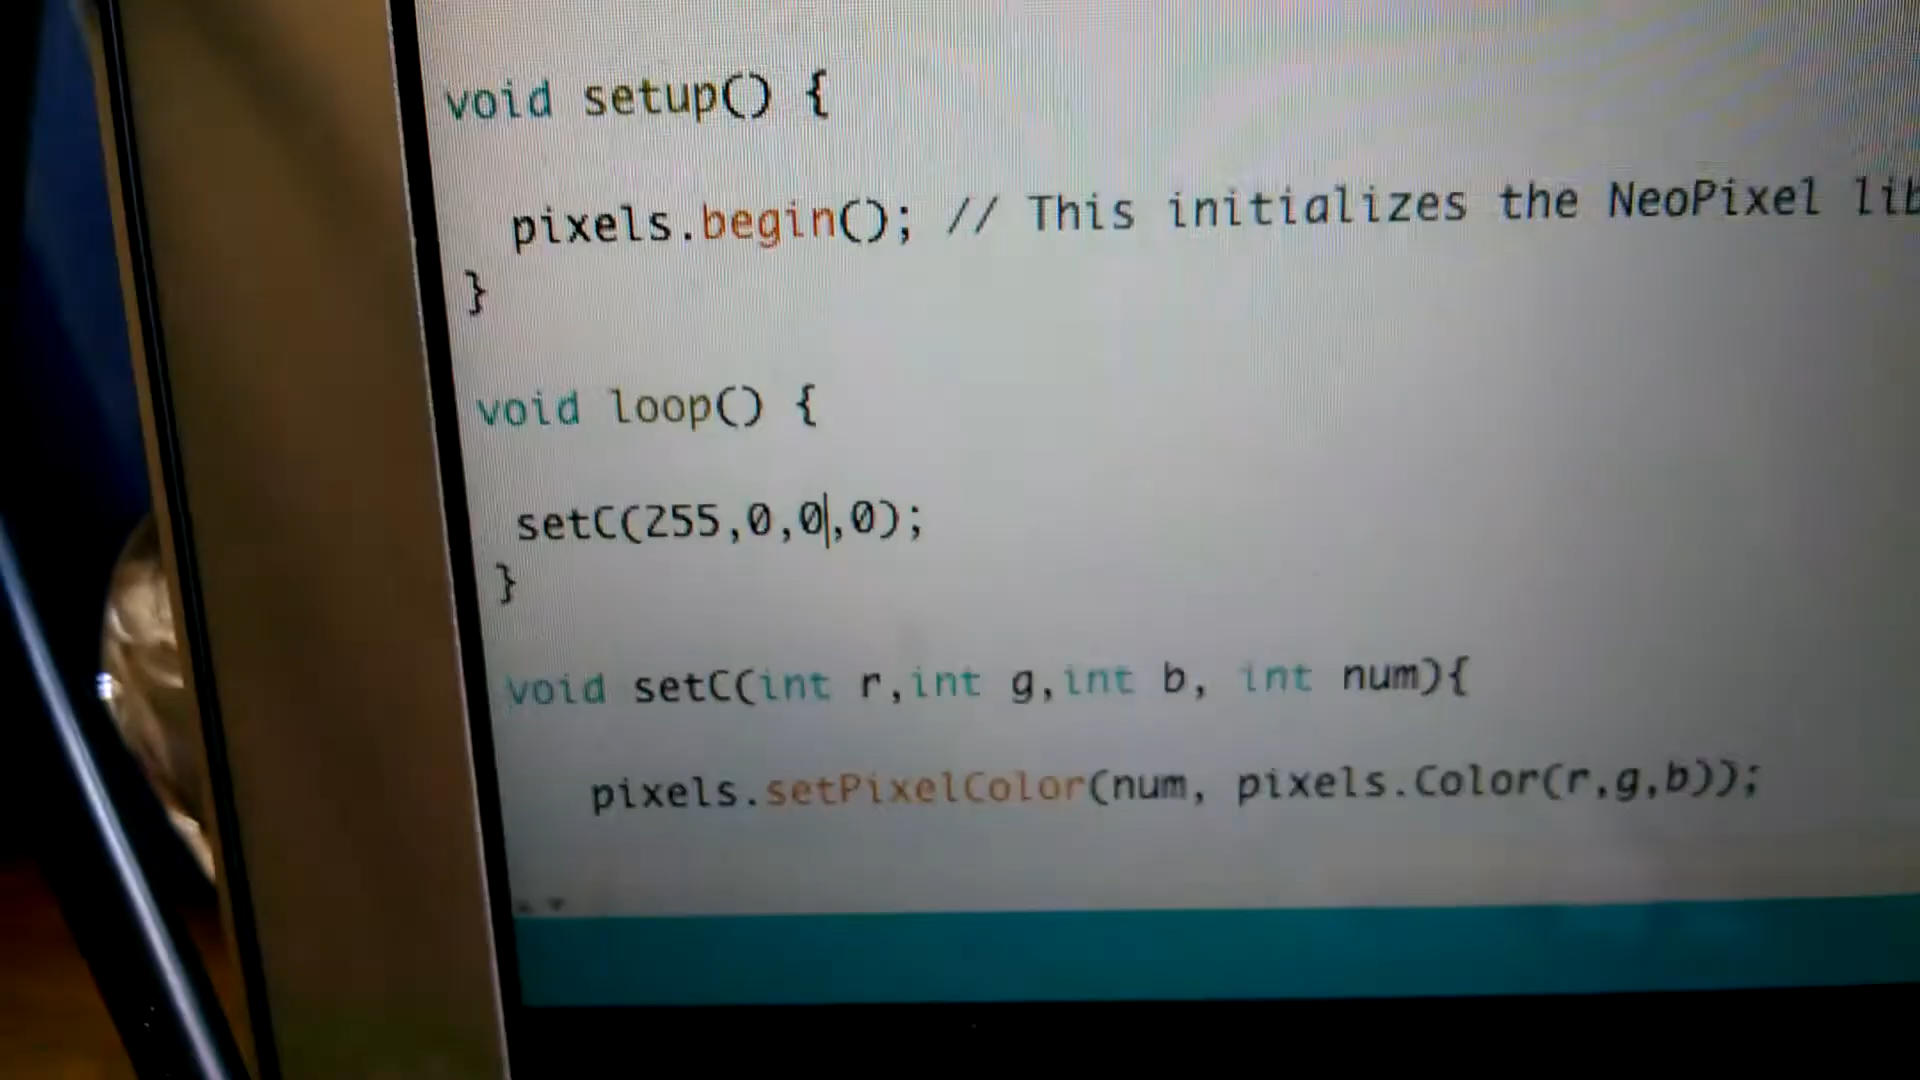 void setup() {
pixels.begin(); // This initializes the NeoPixel lib
}
void loop() {
setC(255,0,0,0);
}
void setC(int r,int g,int b, int num){
pixels.setPixelColor(num, pixels.Color(r,g,b));